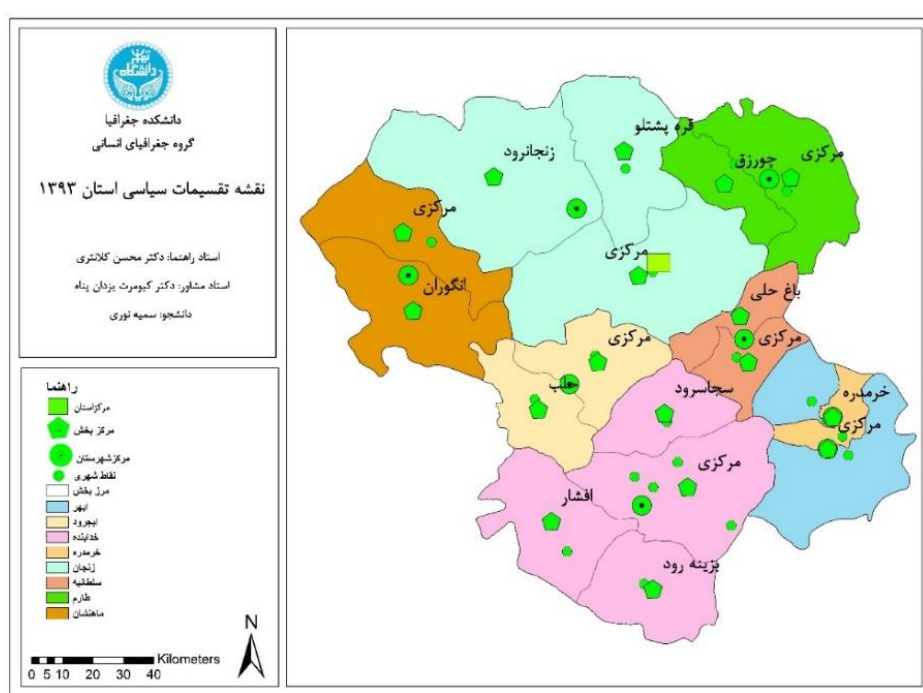 دانشگاه تهران
دانشکده جغرافیا
گروه جغرافیای انسانی
نقشه تقسیمات سیاسی استان ۱۳۹۳
استاد راهنما: دکتر محسن کلانتری
استاد مشاور: دکتر کیومرث یزدان پناه
دانشجو: سمیه نوری
راهنما
مرکزاستان
مرکز بخش
مرکزشهرستان
نقاط شهری
مرز بخش
ابهر
ایجرود
خدابنده
خرمدره
زنجان
سلطانیه
طارم
ماهنشان
Kilometers
0 5 10 20 30 40
N
قره پشتلو
زنجانرود
چورزق
مرکزی
مرکزی
مرکزی
انگوران
باغ حلی
مرکزی
مرکزی
حلب
سجاسرود
خرمدره
مرکزی
مرکزی
افشار
بزینه رود